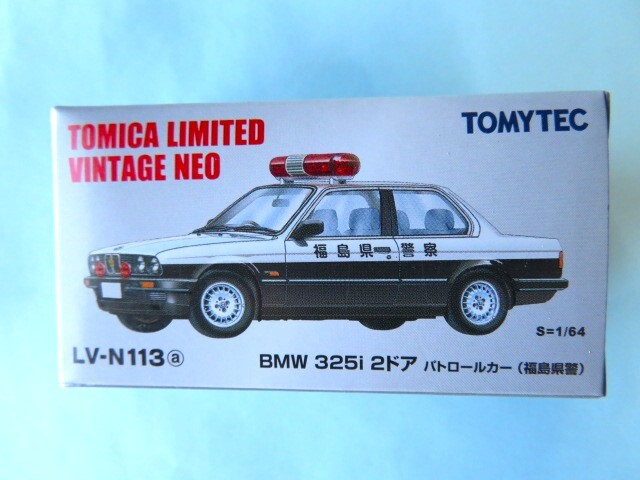 TOMICA LIMITED
VINTAGE NEO
TOMYTEC
福島県警察
S=1/64
LV-N113ⓐ
BMW 325i 2ドア パトロールカー（福島県警）